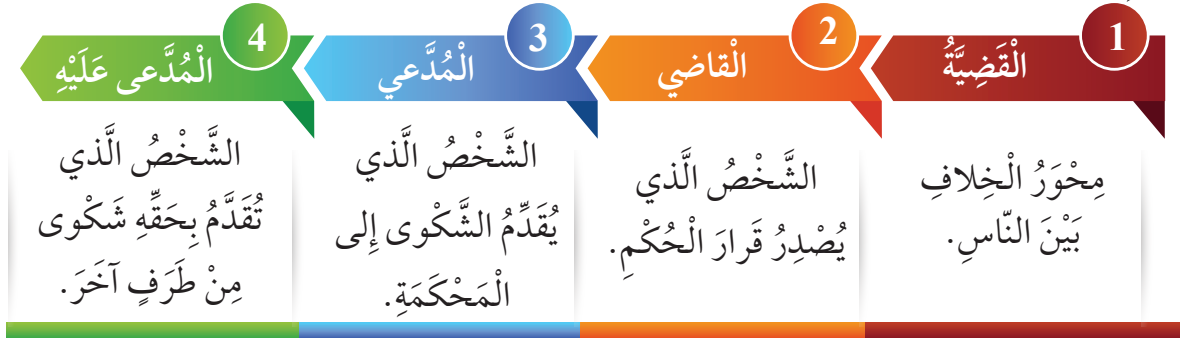 1
الْقَضِيَّةُ
مِحْوَرُ الْخِلافِ
بَيْنَ النّاسِ.
2
الْقاضي
الشَّخْصُ الَّذي
يُصْدِرُ قَرارَ الْحُكْمِ.
3
الْمُدَّعي
الشَّخْصُ الَّذي
يُقَدِّمُ الشَّكْوى إِلى
الْمَحْكَمَةِ.
4
الْمُدَّعى عَلَيْهِ
الشَّخْصُ الَّذي
تُقَدَّمُ بِحَقِّهِ شَكْوى
مِنْ طَرَفٍ آخَرَ.